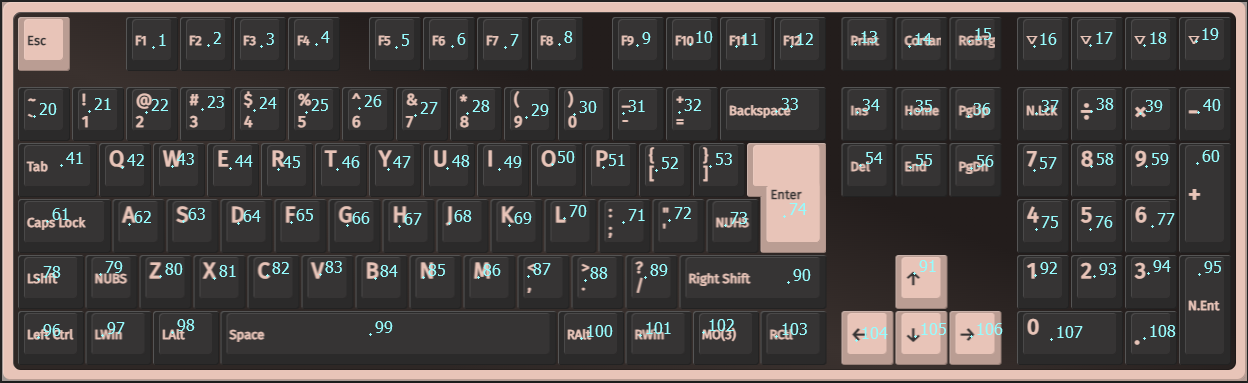 Esc F1 .1 F2 .2 F3 .3 F4 .4 F5 .5 F6 .6 F7 .7 F8 .8 F9 .9 F10 10 F11 11 F12 12 Print 13 14 15 ▽ 16 ▽ .17 ▽ .18 ▽ .19
~ .20 ! .21 @ 22 # .23 $ .24 % 25 ^ .26 & .27 * .28 ( .29 ) .30 _ 31 + .32 Backspace 33 Ins 34 Home 35 PgUp 36 N.Lck 37 ÷ .38 × 39 - .40
` 1 2 3 4 5 6 7 8 9 0 - =
Tab .41 Q .42 W 43 E .44 R 45 T .46 Y .47 U .48 I .49 O 50 P .51 { .52 } .53 Del .54 End 55 PgDn 56 7 .57 8 .58 9 .59 .60
[ ] Enter .74 +
Caps Lock 61 A .62 S 63 D .64 F .65 G 66 H .67 J .68 K .69 L .70 : .71 " .72 NUHS 73 4 .75 5 .76 6 .77
; '
LShift 78 NUBS 79 Z .80 X .81 C .82 V .83 B .84 N 85 M 86 < .87 > .88 ? .89 Right Shift .90 ↑ .91 1 .92 2 .93 3 .94 .95
, . / N.Ent
Left Ctrl 96 LWin 97 LAlt .98 Space .99 RAlt 100 RWin 101 MO(3) 102 RCtl 103 ← 104 ↓ 105 → 106 0 .107 . .108